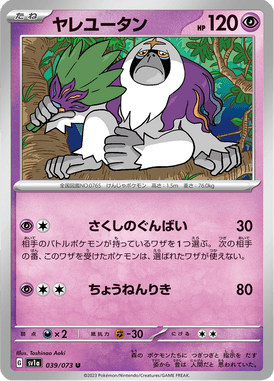 たね ヤレユータン HP 120
全国図鑑NO.0765 けんじゃポケモン 高さ:1.5m 重さ:76.0kg
さくしのぐんばい 30
相手のバトルポケモンが持っているワザを1つ選ぶ。次の相手
の番、このワザを受けたポケモンは、選ばれたワザが使えない。
ちょうねんりき 80
弱点 ×2 抵抗力 -30 にげる
G sv1a 039/073 U
Illus. Toshinao Aoki
©2023 Pokémon/Nintendo/Creatures/GAME FREAK.